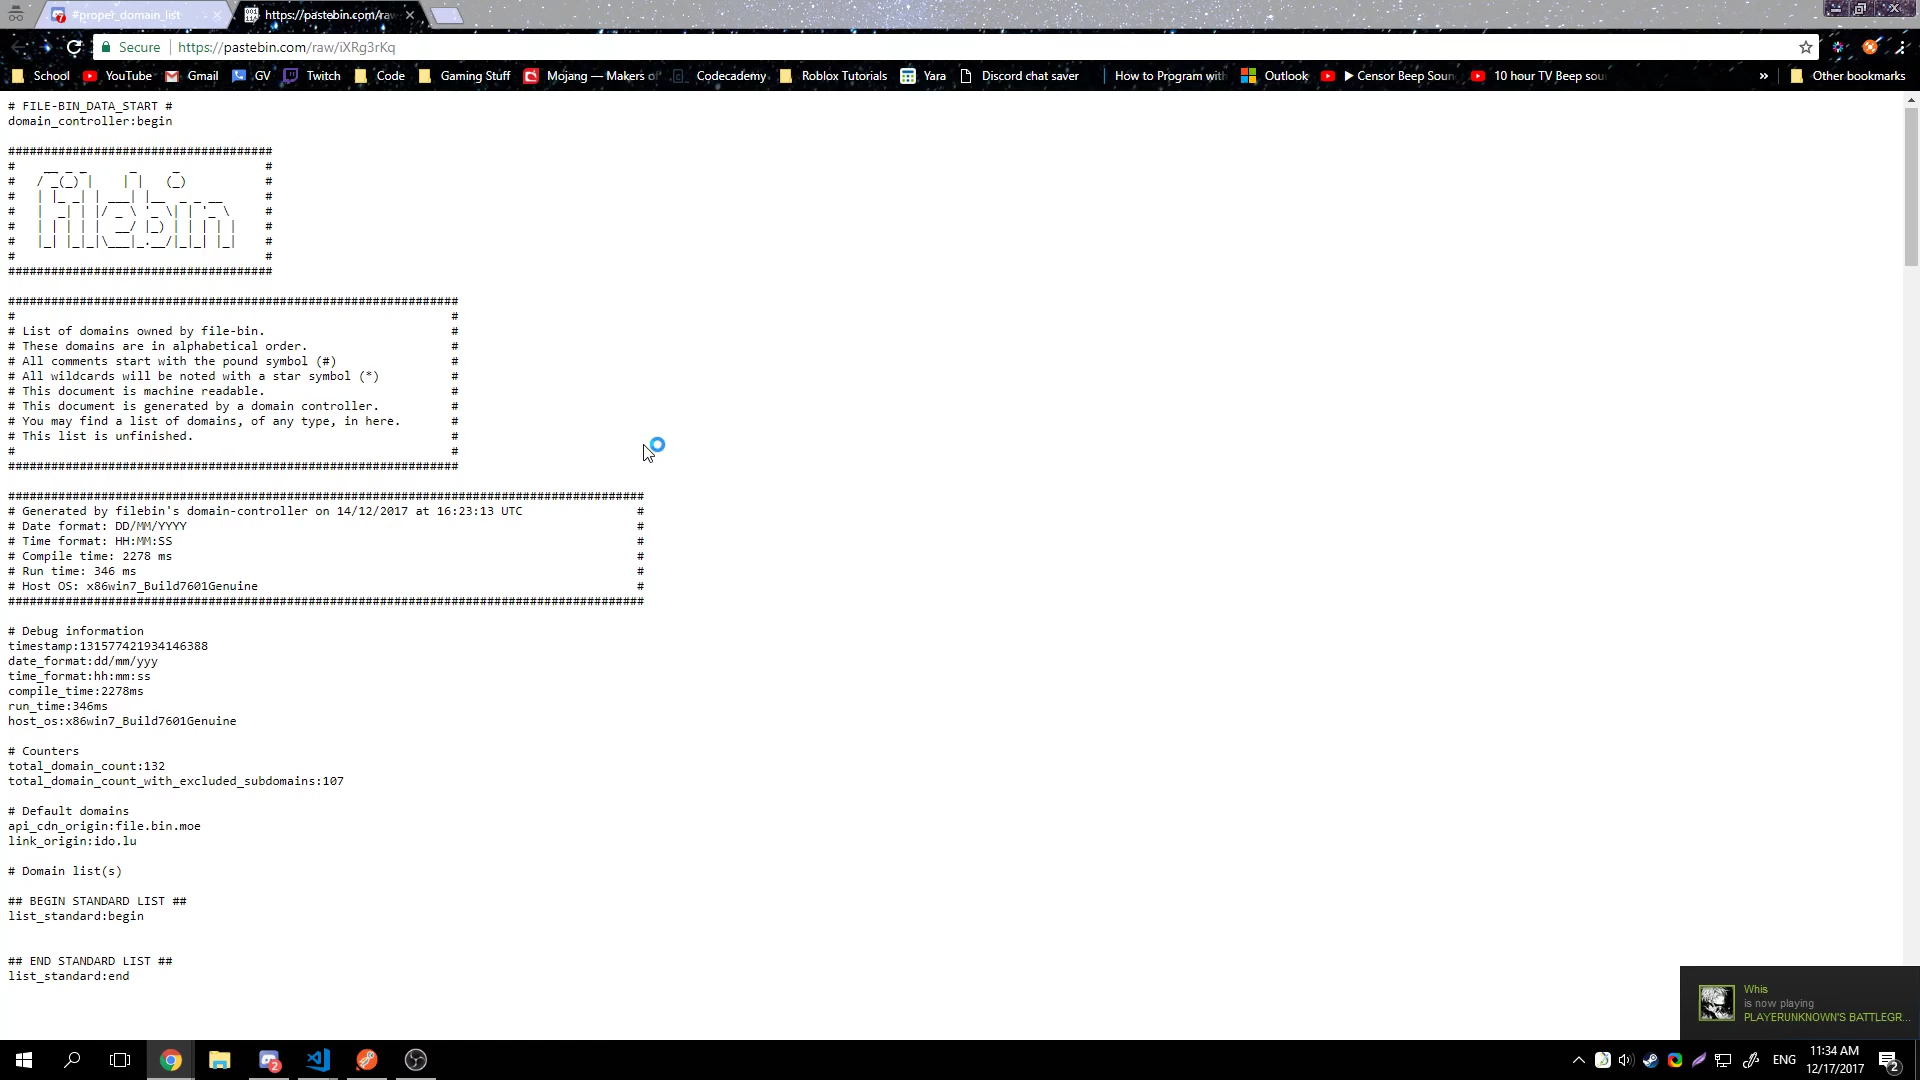 #propel_domain_list
https://pastebin.com/raw
Secure | https://pastebin.com/raw/iXRg3rKq
School YouTube Gmail GV Twitch Code Gaming Stuff Mojang — Makers of Codecademy Roblox Tutorials Yara Discord chat saver How to Program with Outlook ▶ Censor Beep Soun 10 hour TV Beep sou » Other bookmarks
# FILE-BIN_DATA_START #
domain_controller:begin
#####################################
filebin
#####################################
###############################################################
# #
# List of domains owned by file-bin. #
# These domains are in alphabetical order. #
# All comments start with the pound symbol (#) #
# All wildcards will be noted with a star symbol (*) #
# This document is machine readable. #
# This document is generated by a domain controller. #
# You may find a list of domains, of any type, in here. #
# This list is unfinished. #
# #
###############################################################
#########################################################################################
# Generated by filebin's domain-controller on 14/12/2017 at 16:23:13 UTC #
# Date format: DD/MM/YYYY #
# Time format: HH:MM:SS #
# Compile time: 2278 ms #
# Run time: 346 ms #
# Host OS: x86win7_Build7601Genuine #
#########################################################################################
# Debug information
timestamp:131577421934146388
date_format:dd/mm/yyy
time_format:hh:mm:ss
compile_time:2278ms
run_time:346ms
host_os:x86win7_Build7601Genuine
# Counters
total_domain_count:132
total_domain_count_with_excluded_subdomains:107
# Default domains
api_cdn_origin:file.bin.moe
link_origin:ido.lu
# Domain list(s)
## BEGIN STANDARD LIST ##
list_standard:begin
## END STANDARD LIST ##
list_standard:end
Whis
is now playing
PLAYERUNKNOWN'S BATTLEGR...
ENG
11:34 AM
12/17/2017
2
2